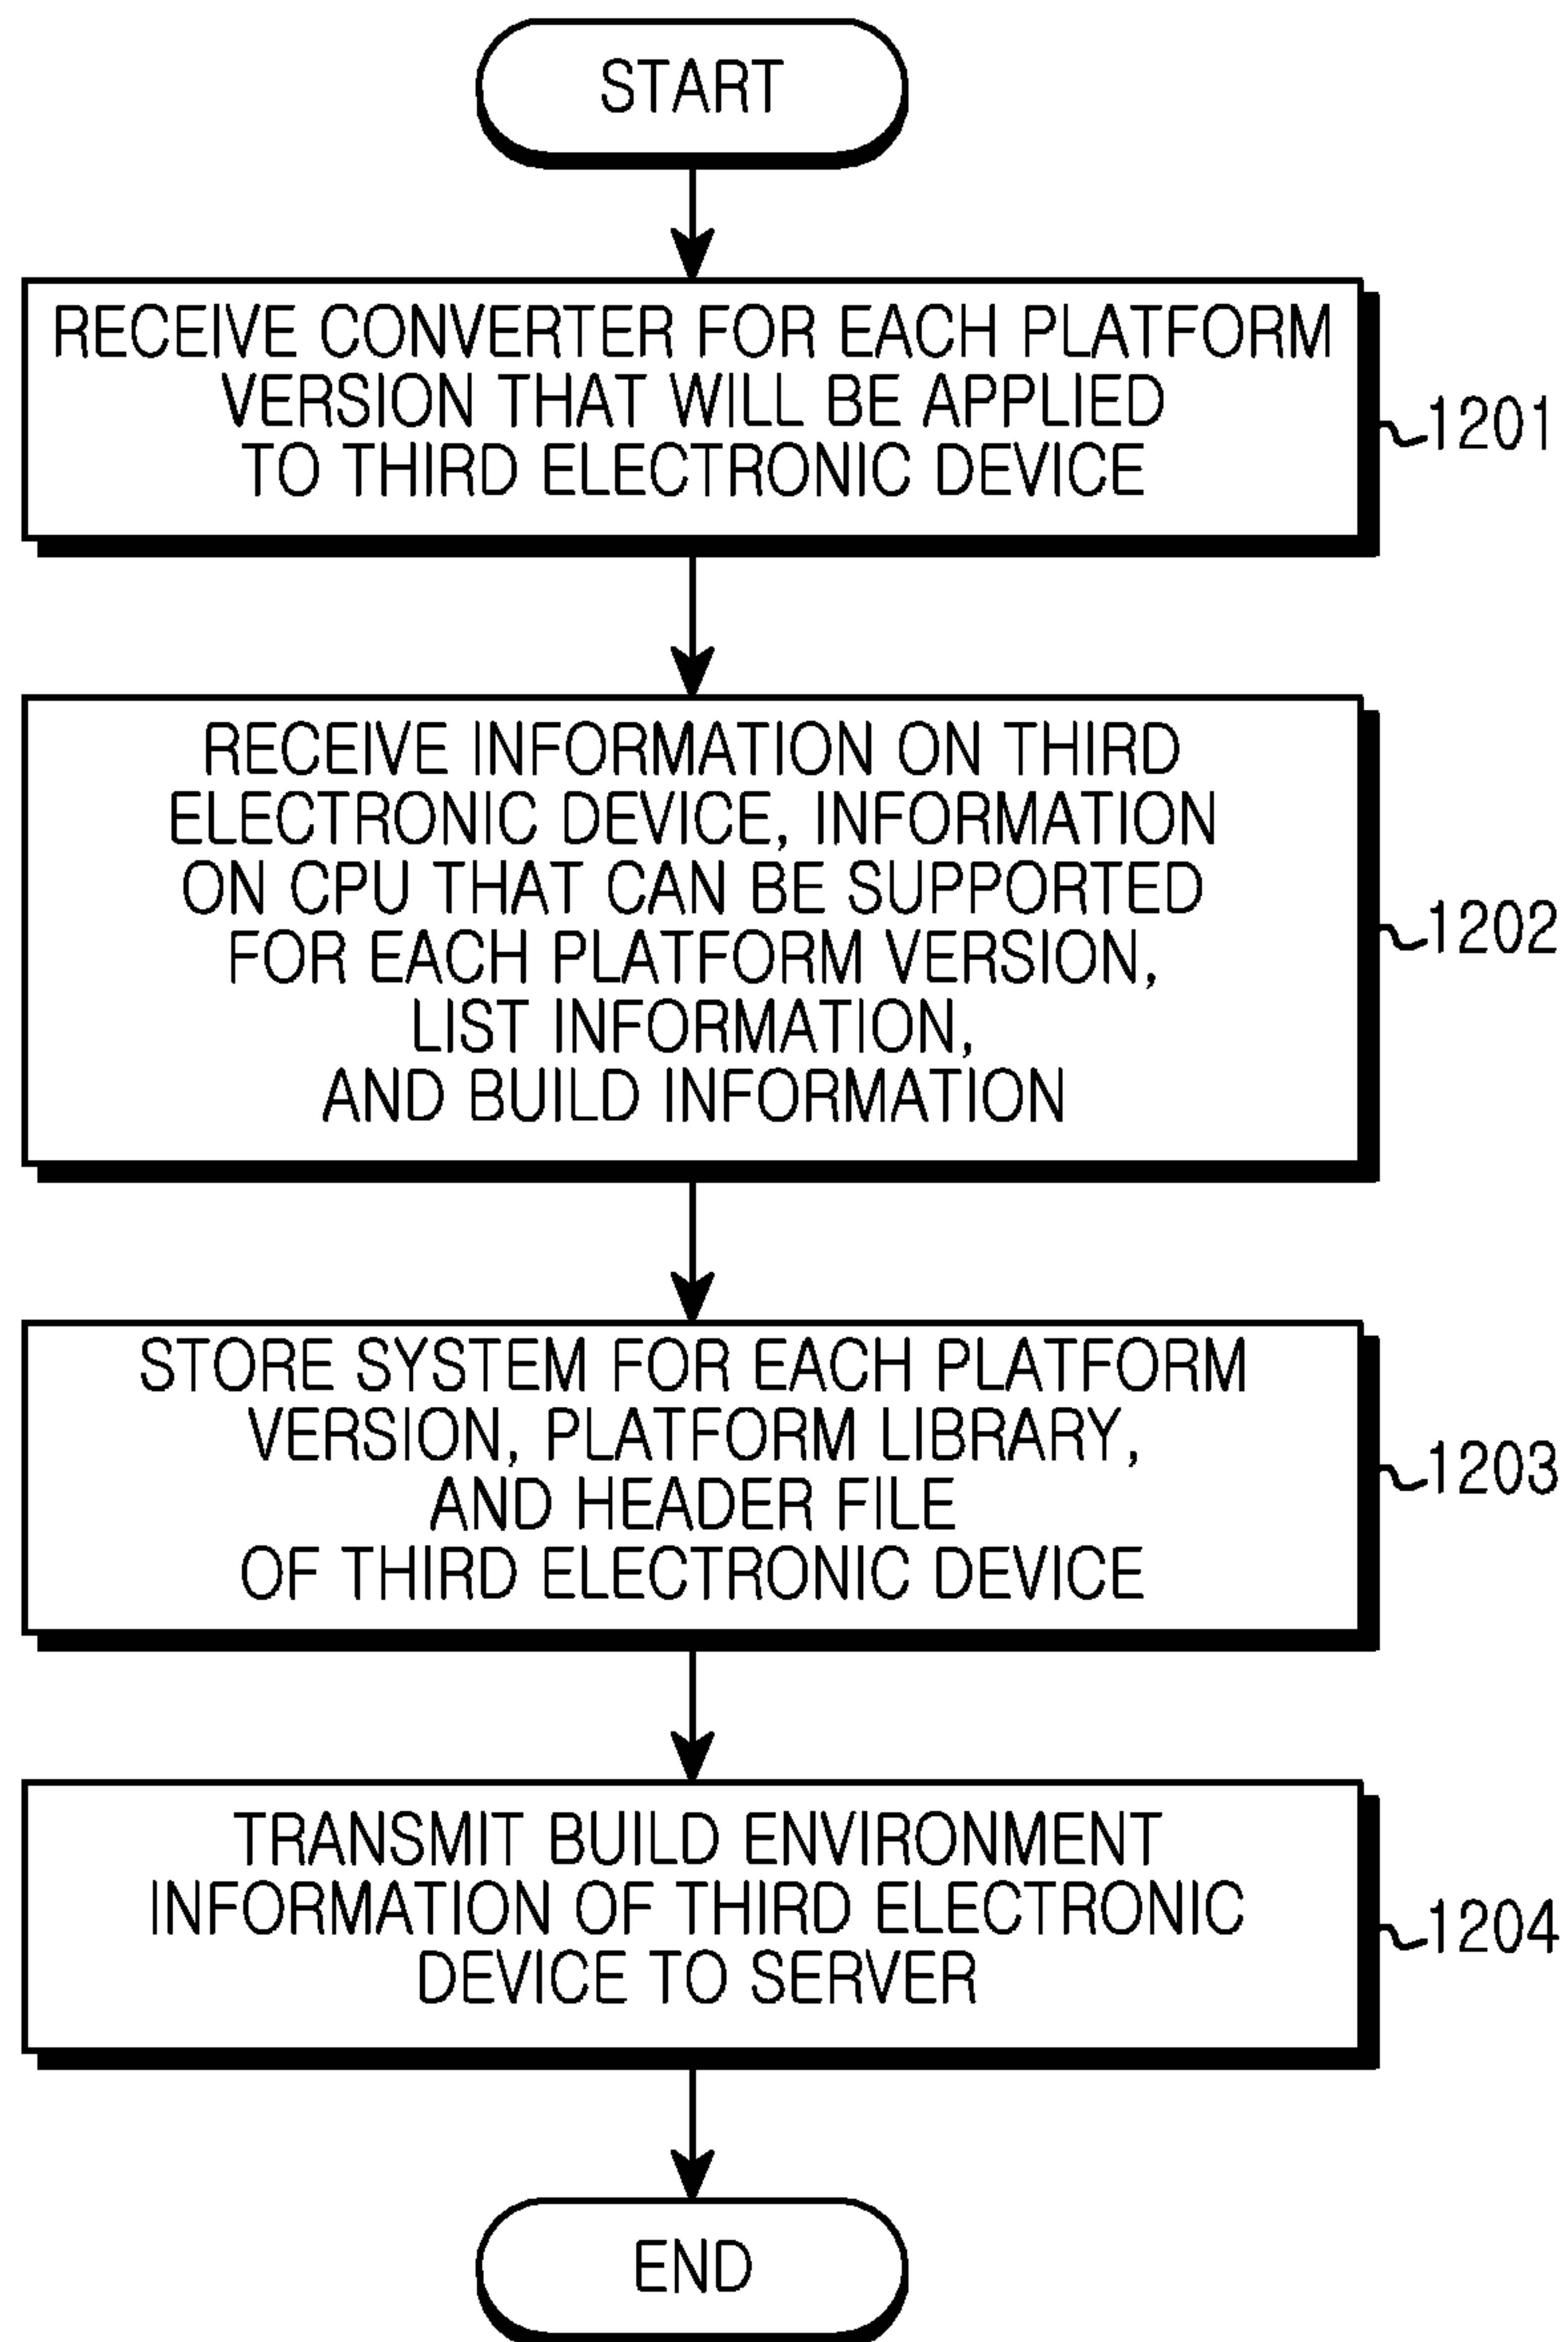 START
RECEIVE CONVERTER FOR EACH PLATFORM
VERSION THAT WILL BE APPLIED
TO THIRD ELECTRONIC DEVICE
1201
RECEIVE INFORMATION ON THIRD
ELECTRONIC DEVICE, INFORMATION
ON CPU THAT CAN BE SUPPORTED
FOR EACH PLATFORM VERSION,
LIST INFORMATION,
AND BUILD INFORMATION
1202
STORE SYSTEM FOR EACH PLATFORM
VERSION, PLATFORM LIBRARY,
AND HEADER FILE
OF THIRD ELECTRONIC DEVICE
1203
TRANSMIT BUILD ENVIRONMENT
INFORMATION OF THIRD ELECTRONIC
DEVICE TO SERVER
1204
END